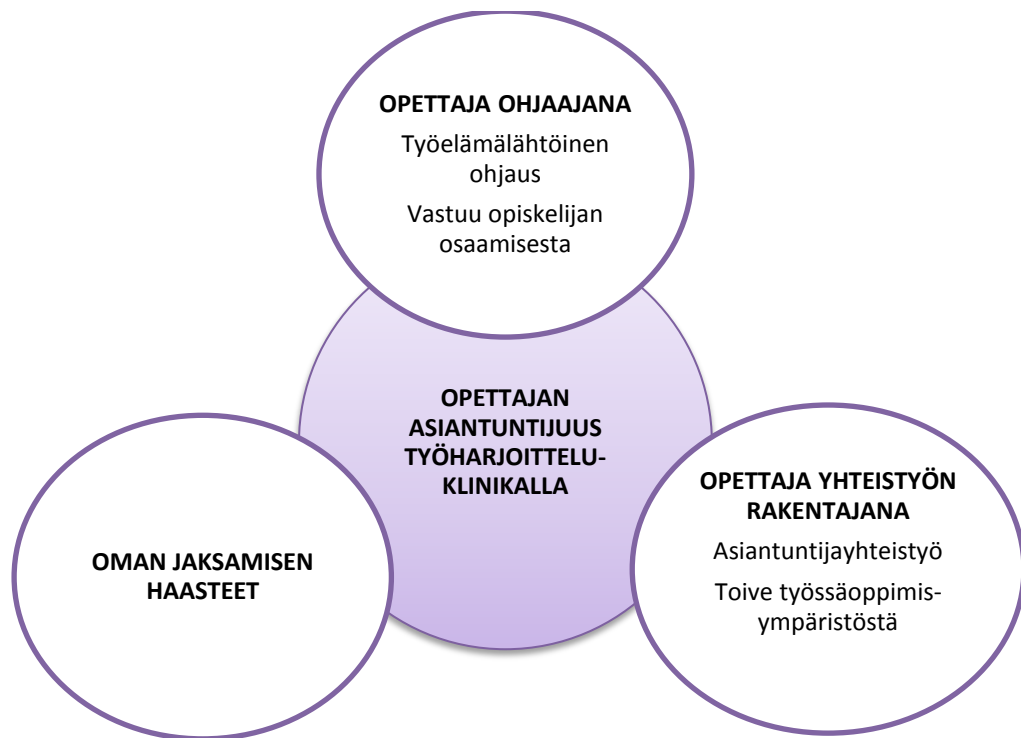 OPETTAJA OHJAAJANA
Työelämälähtöinen
ohjaus
Vastuu opiskelijan
osaamisesta
OPETTAJAN
ASIANTUNTIJUUS
TYÖHARJOITTELU-
KLINIKALLA
OMAN JAKSAMISEN
HAASTEET
OPETTAJA YHTEISTYÖN
RAKENTAJANA
Asiantuntijayhteistyö
Toive työssäoppimis-
ympäristöstä